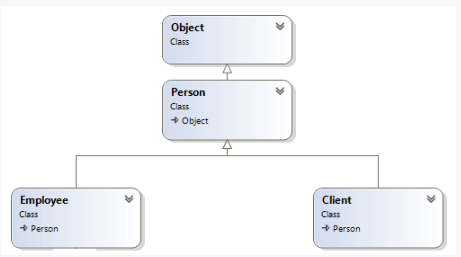 Object
Class
Person
Class
Object
Employee
Class
Person
Client
Class
Person